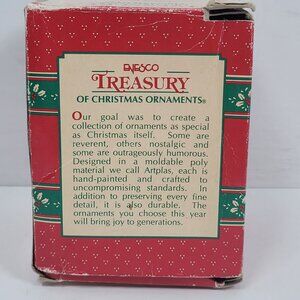 ENESCO
TREASURY
OF CHRISTMAS ORNAMENTS®
Our goal was to create a
collection of ornaments as special
as Christmas itself. Some are
reverent, others nostalgic and
some are outrageously humorous.
Designed in a moldable poly
material we call Artplas, each is
hand-painted and crafted to
uncompromising standards. In
addition to preserving every fine
detail, it is also durable. The
ornaments you choose this year
will bring joy to generations.